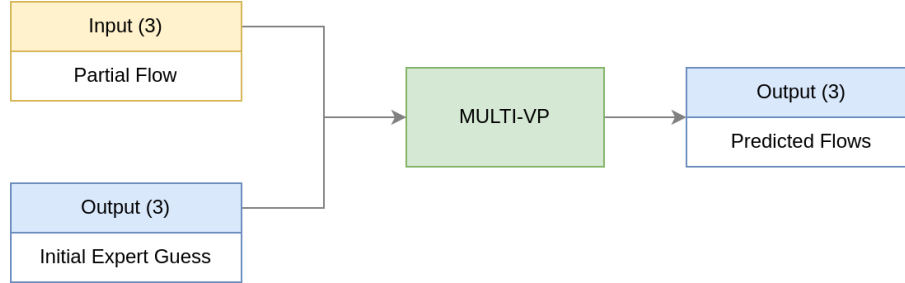 Input (3)
Partial Flow
Output (3)
Initial Expert Guess
MULTI-VP
Output (3)
Predicted Flows